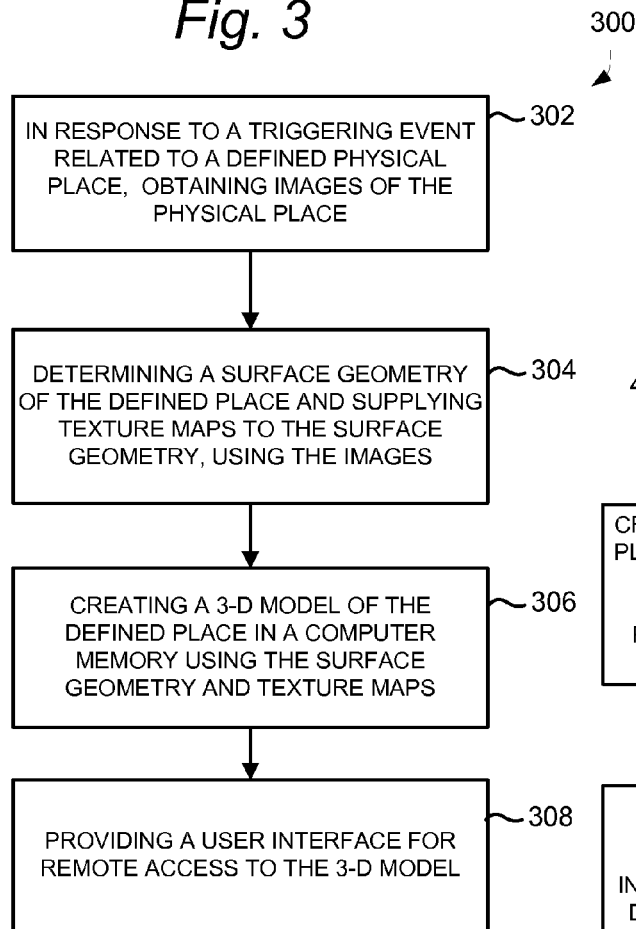 Fig. 3
300
302
IN RESPONSE TO A TRIGGERING EVENT
RELATED TO A DEFINED PHYSICAL
PLACE, OBTAINING IMAGES OF THE
PHYSICAL PLACE
304
DETERMINING A SURFACE GEOMETRY
OF THE DEFINED PLACE AND SUPPLYING
TEXTURE MAPS TO THE SURFACE
GEOMETRY, USING THE IMAGES
306
CREATING A 3-D MODEL OF THE
DEFINED PLACE IN A COMPUTER
MEMORY USING THE SURFACE
GEOMETRY AND TEXTURE MAPS
308
PROVIDING A USER INTERFACE FOR
REMOTE ACCESS TO THE 3-D MODEL